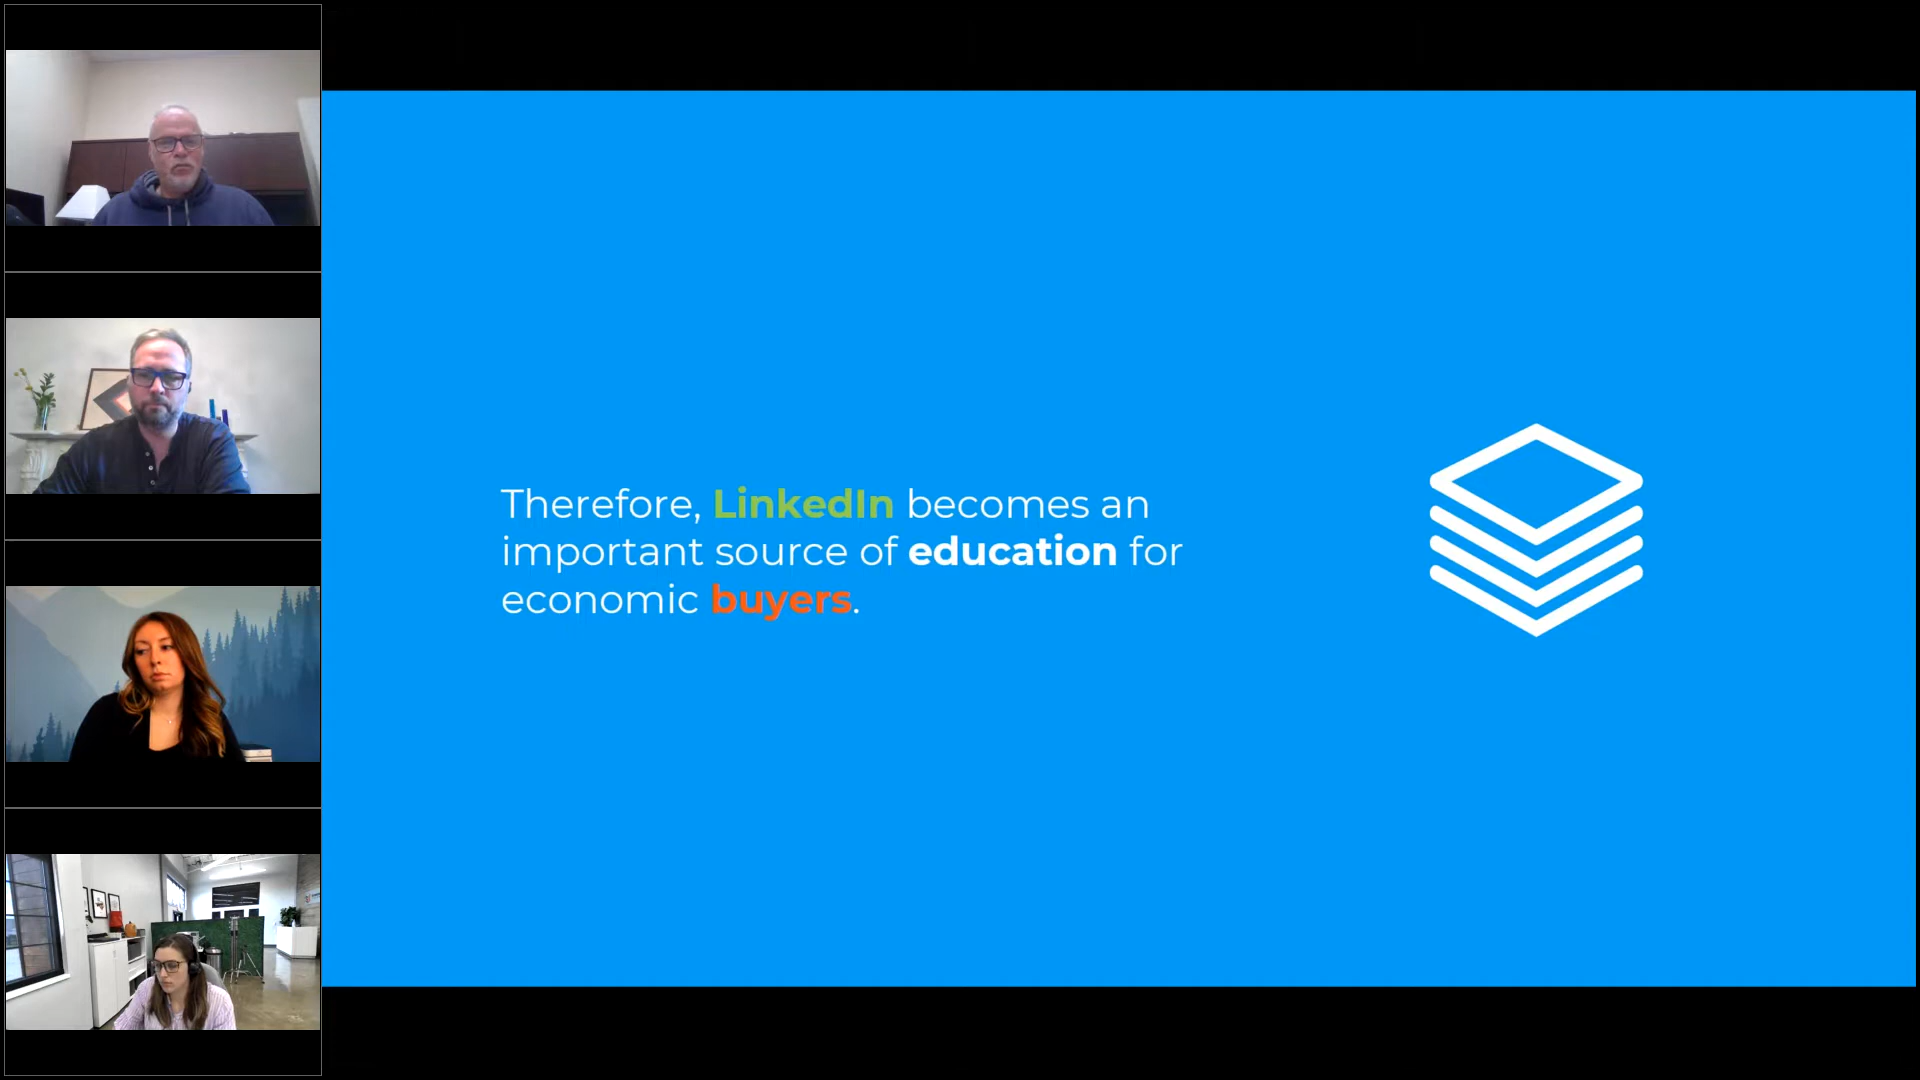 Therefore, LinkedIn becomes an
important source of education for
economic buyers.